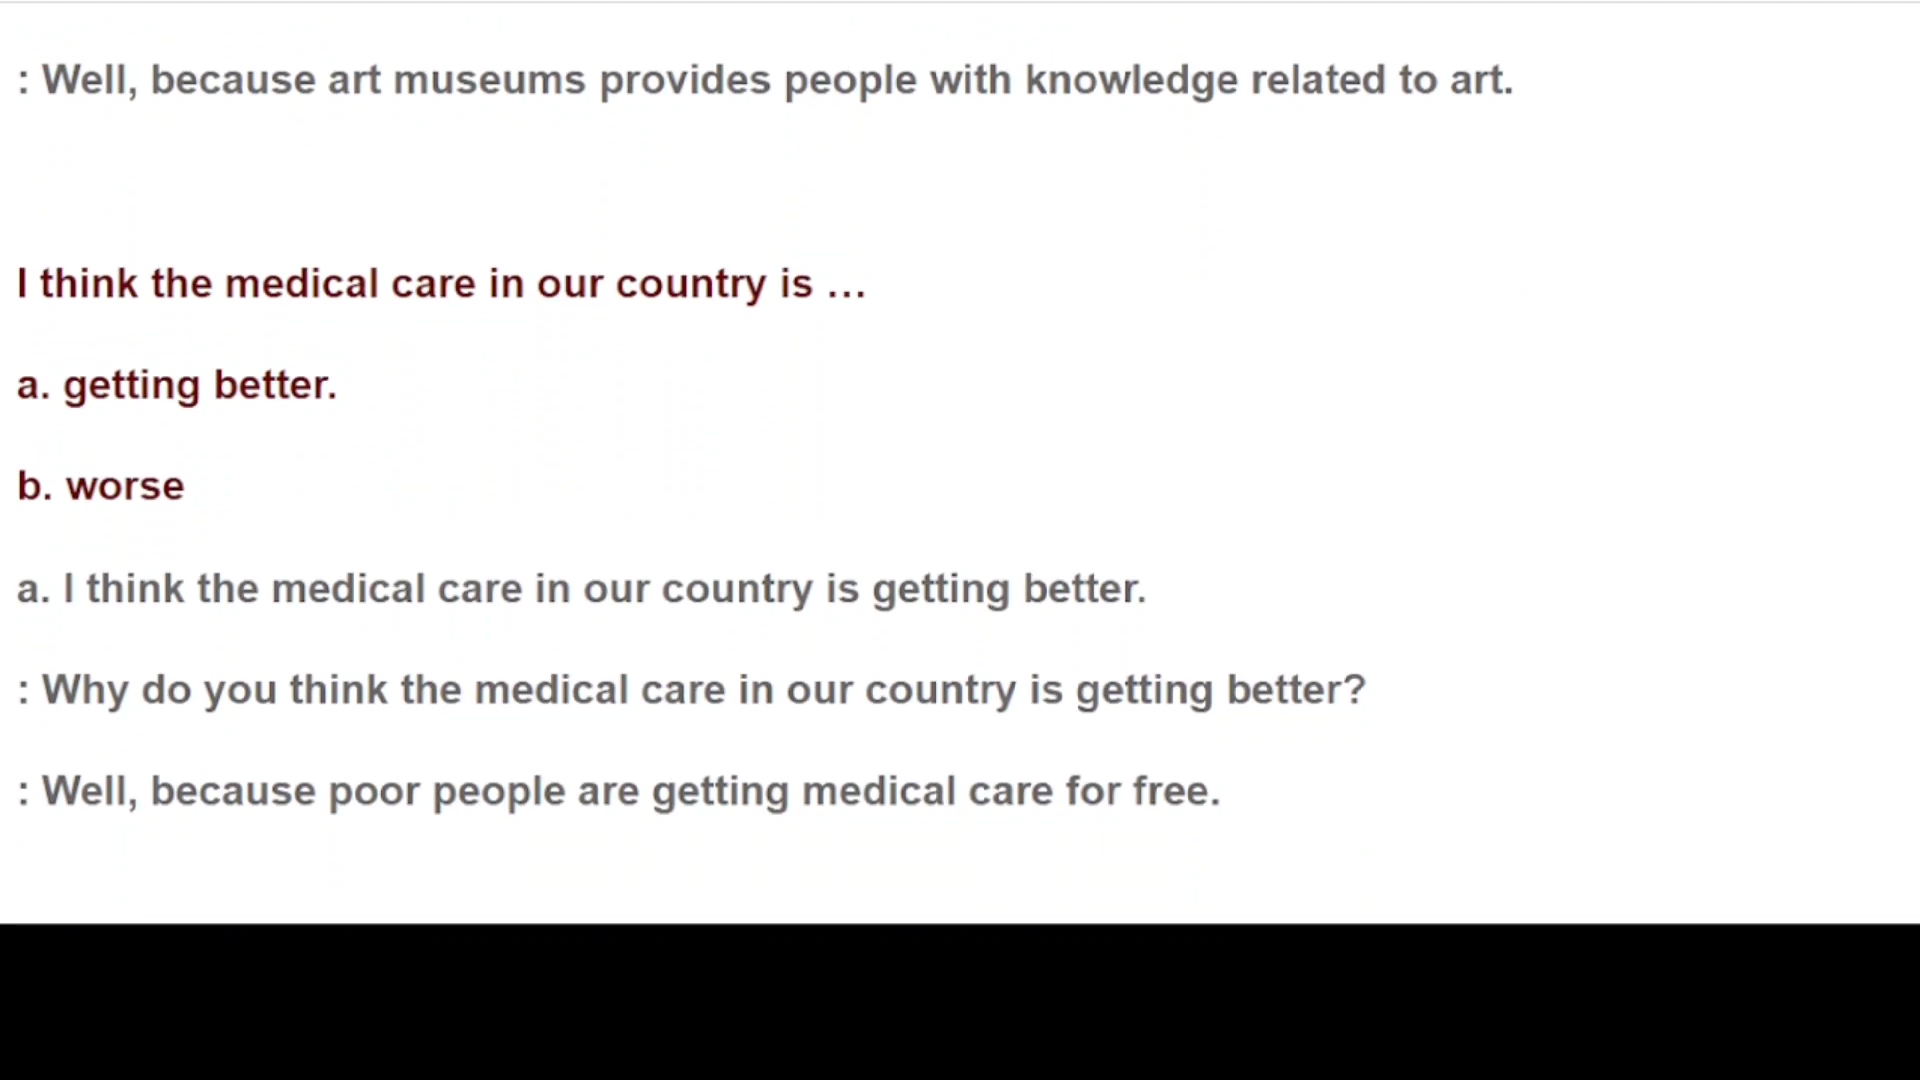 : Well, because art museums provides people with knowledge related to art.
I think the medical care in our country is …
a. getting better.
b. worse
a. I think the medical care in our country is getting better.
: Why do you think the medical care in our country is getting better?
: Well, because poor people are getting medical care for free.